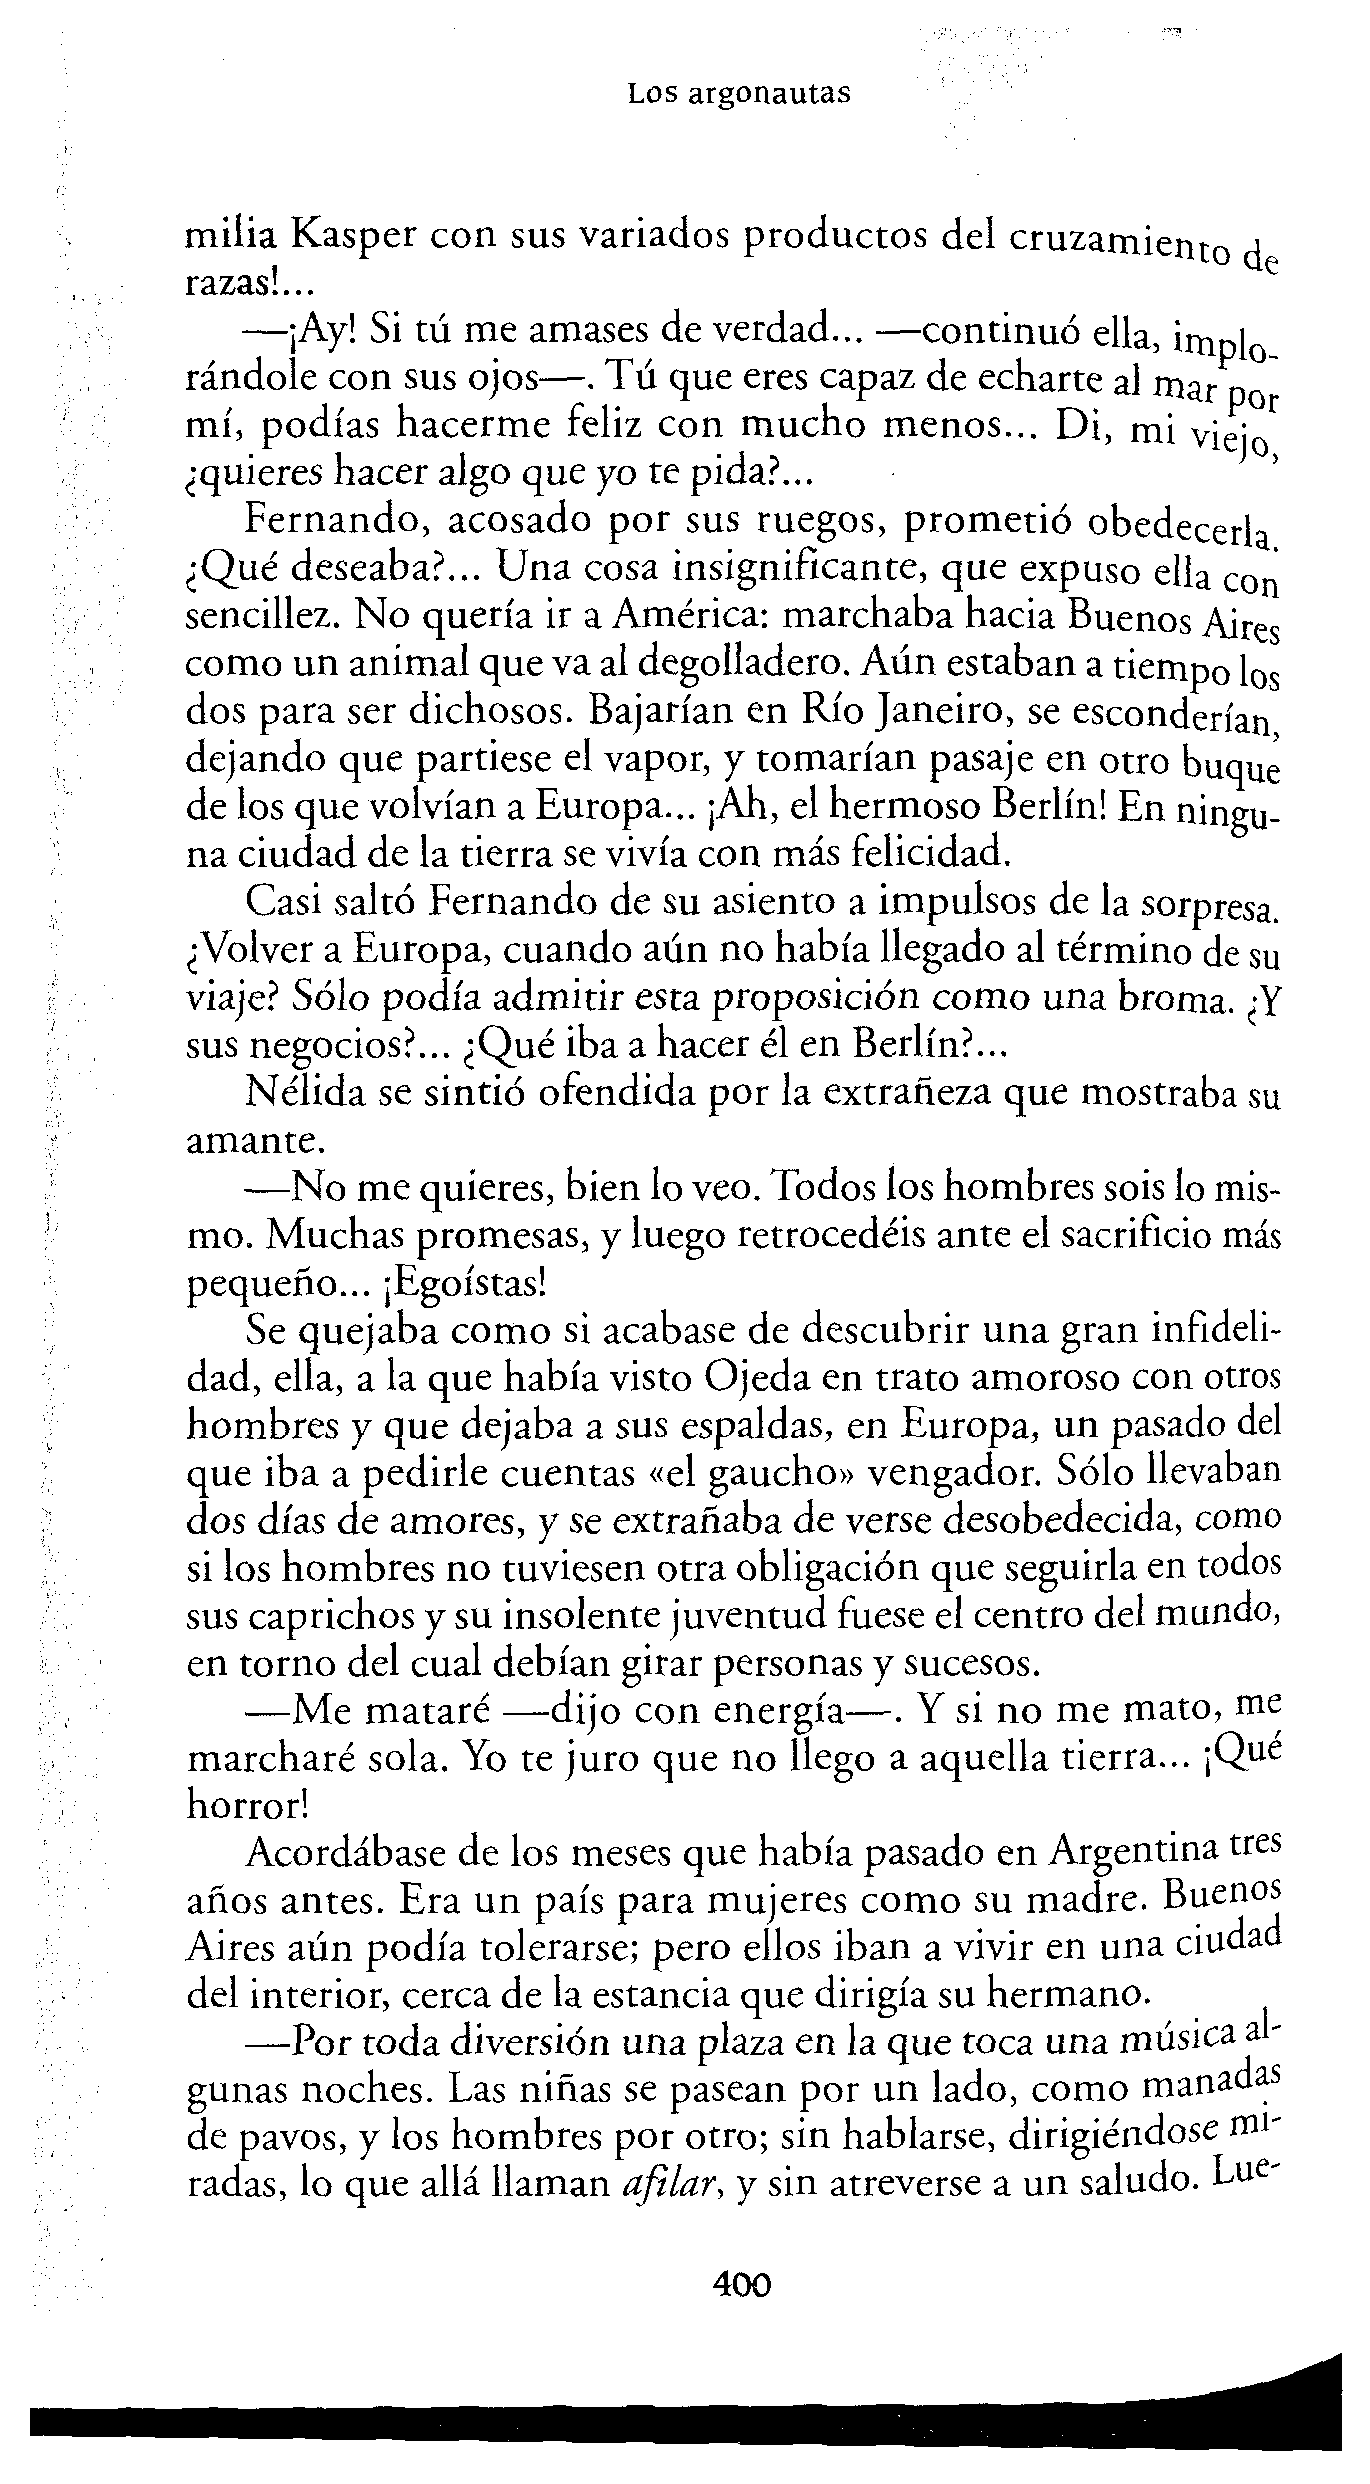 Los argonautas
milia Kasper con sus variados productos del cruzamiento de
razas!...
—¡Ay! Si tú me amases de verdad... —continuó ella, implo-
rándole con sus ojos—. Tú que eres capaz de echarte al mar por
mí, podías hacerme feliz con mucho menos... Di, mi viejo,
¿quieres hacer algo que yo te pida?...
Fernando, acosado por sus ruegos, prometió obedecerla.
¿Qué deseaba?... Una cosa insignificante, que expuso ella con
sencillez. No quería ir a América: marchaba hacia Buenos Aires
como un animal que va al degolladero. Aún estaban a tiempo los
dos para ser dichosos. Bajarían en Río Janeiro, se esconderían,
dejando que partiese el vapor, y tomarían pasaje en otro buque
de los que volvían a Europa... ¡Ah, el hermoso Berlín! En ningu-
na ciudad de la tierra se vivía con más felicidad.
Casi saltó Fernando de su asiento a impulsos de la sorpresa.
¿Volver a Europa, cuando aún no había llegado al término de su
viaje? Sólo podía admitir esta proposición como una broma. ¿Y
sus negocios?... ¿Qué iba a hacer él en Berlín?...
Nélida se sintió ofendida por la extrañeza que mostraba su
amante.
—No me quieres, bien lo veo. Todos los hombres sois lo mis-
mo. Muchas promesas, y luego retrocedéis ante el sacrificio más
pequeño... ¡Egoístas!
Se quejaba como si acabase de descubrir una gran infideli-
dad, ella, a la que había visto Ojeda en trato amoroso con otros
hombres y que dejaba a sus espaldas, en Europa, un pasado del
que iba a pedirle cuentas «el gaucho» vengador. Sólo llevaban
dos días de amores, y se extrañaba de verse desobedecida, como
si los hombres no tuviesen otra obligación que seguirla en todos
sus caprichos y su insolente juventud fuese el centro del mundo,
en torno del cual debían girar personas y sucesos.
—Me mataré —dijo con energía—. Y si no me mato, me
marcharé sola. Yo te juro que no llego a aquella tierra... ¡Qué
horror!
Acordábase de los meses que había pasado en Argentina tres
años antes. Era un país para mujeres como su madre. Buenos
Aires aún podía tolerarse; pero ellos iban a vivir en una ciudad
del interior, cerca de la estancia que dirigía su hermano.
—Por toda diversión una plaza en la que toca una música al-
gunas noches. Las niñas se pasean por un lado, como manadas
de pavos, y los hombres por otro; sin hablarse, dirigiéndose mi-
radas, lo que allá llaman afilar, y sin atreverse a un saludo. Lue-
400